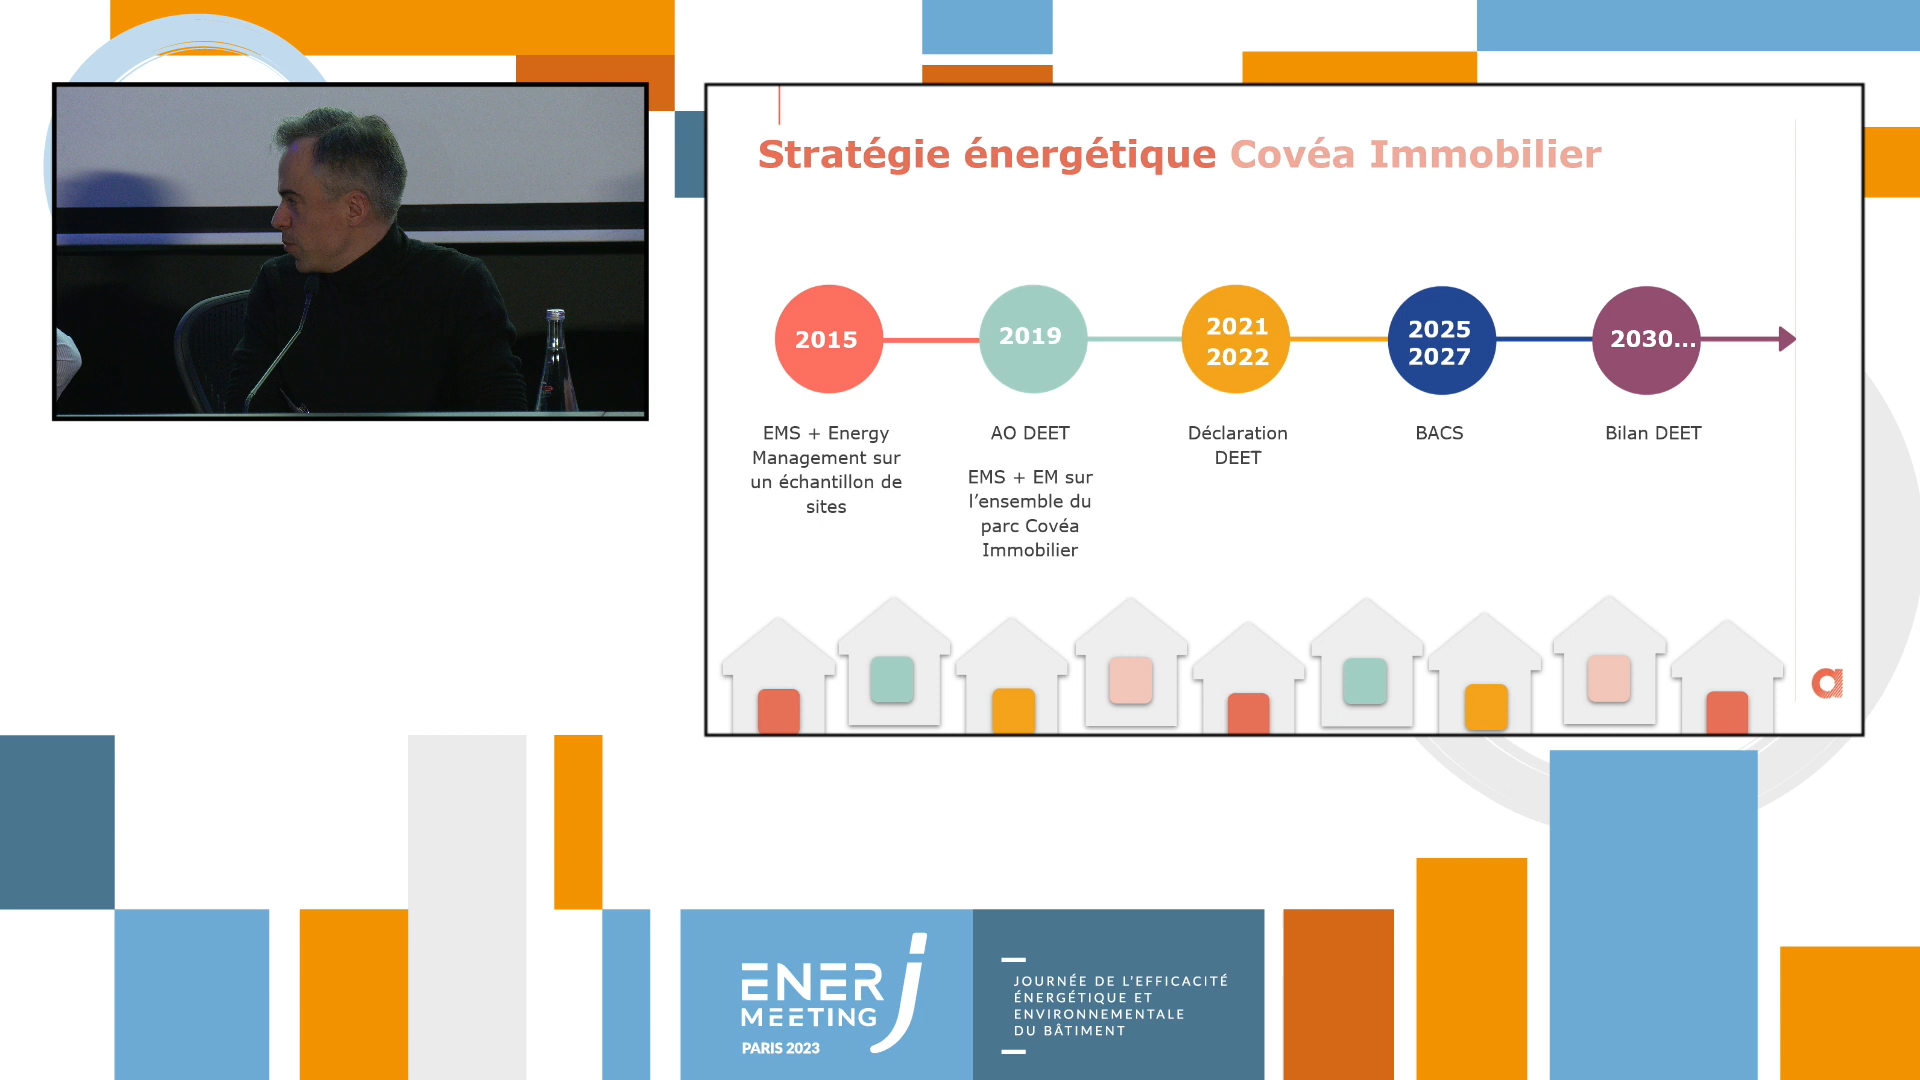 Stratégie énergétique Covéa Immobilier
2015
2019
2021
2022
2025
2027
2030...
EMS + Energy
Management sur
un échantillon de
sites
AO DEET
EMS + EM sur
l’ensemble du
parc Covéa
Immobilier
Déclaration
DEET
BACS
Bilan DEET
ENERJ
MEETING
PARIS 2023
JOURNÉE DE L’EFFICACITÉ
ÉNERGÉTIQUE ET
ENVIRONNEMENTALE
DU BÂTIMENT